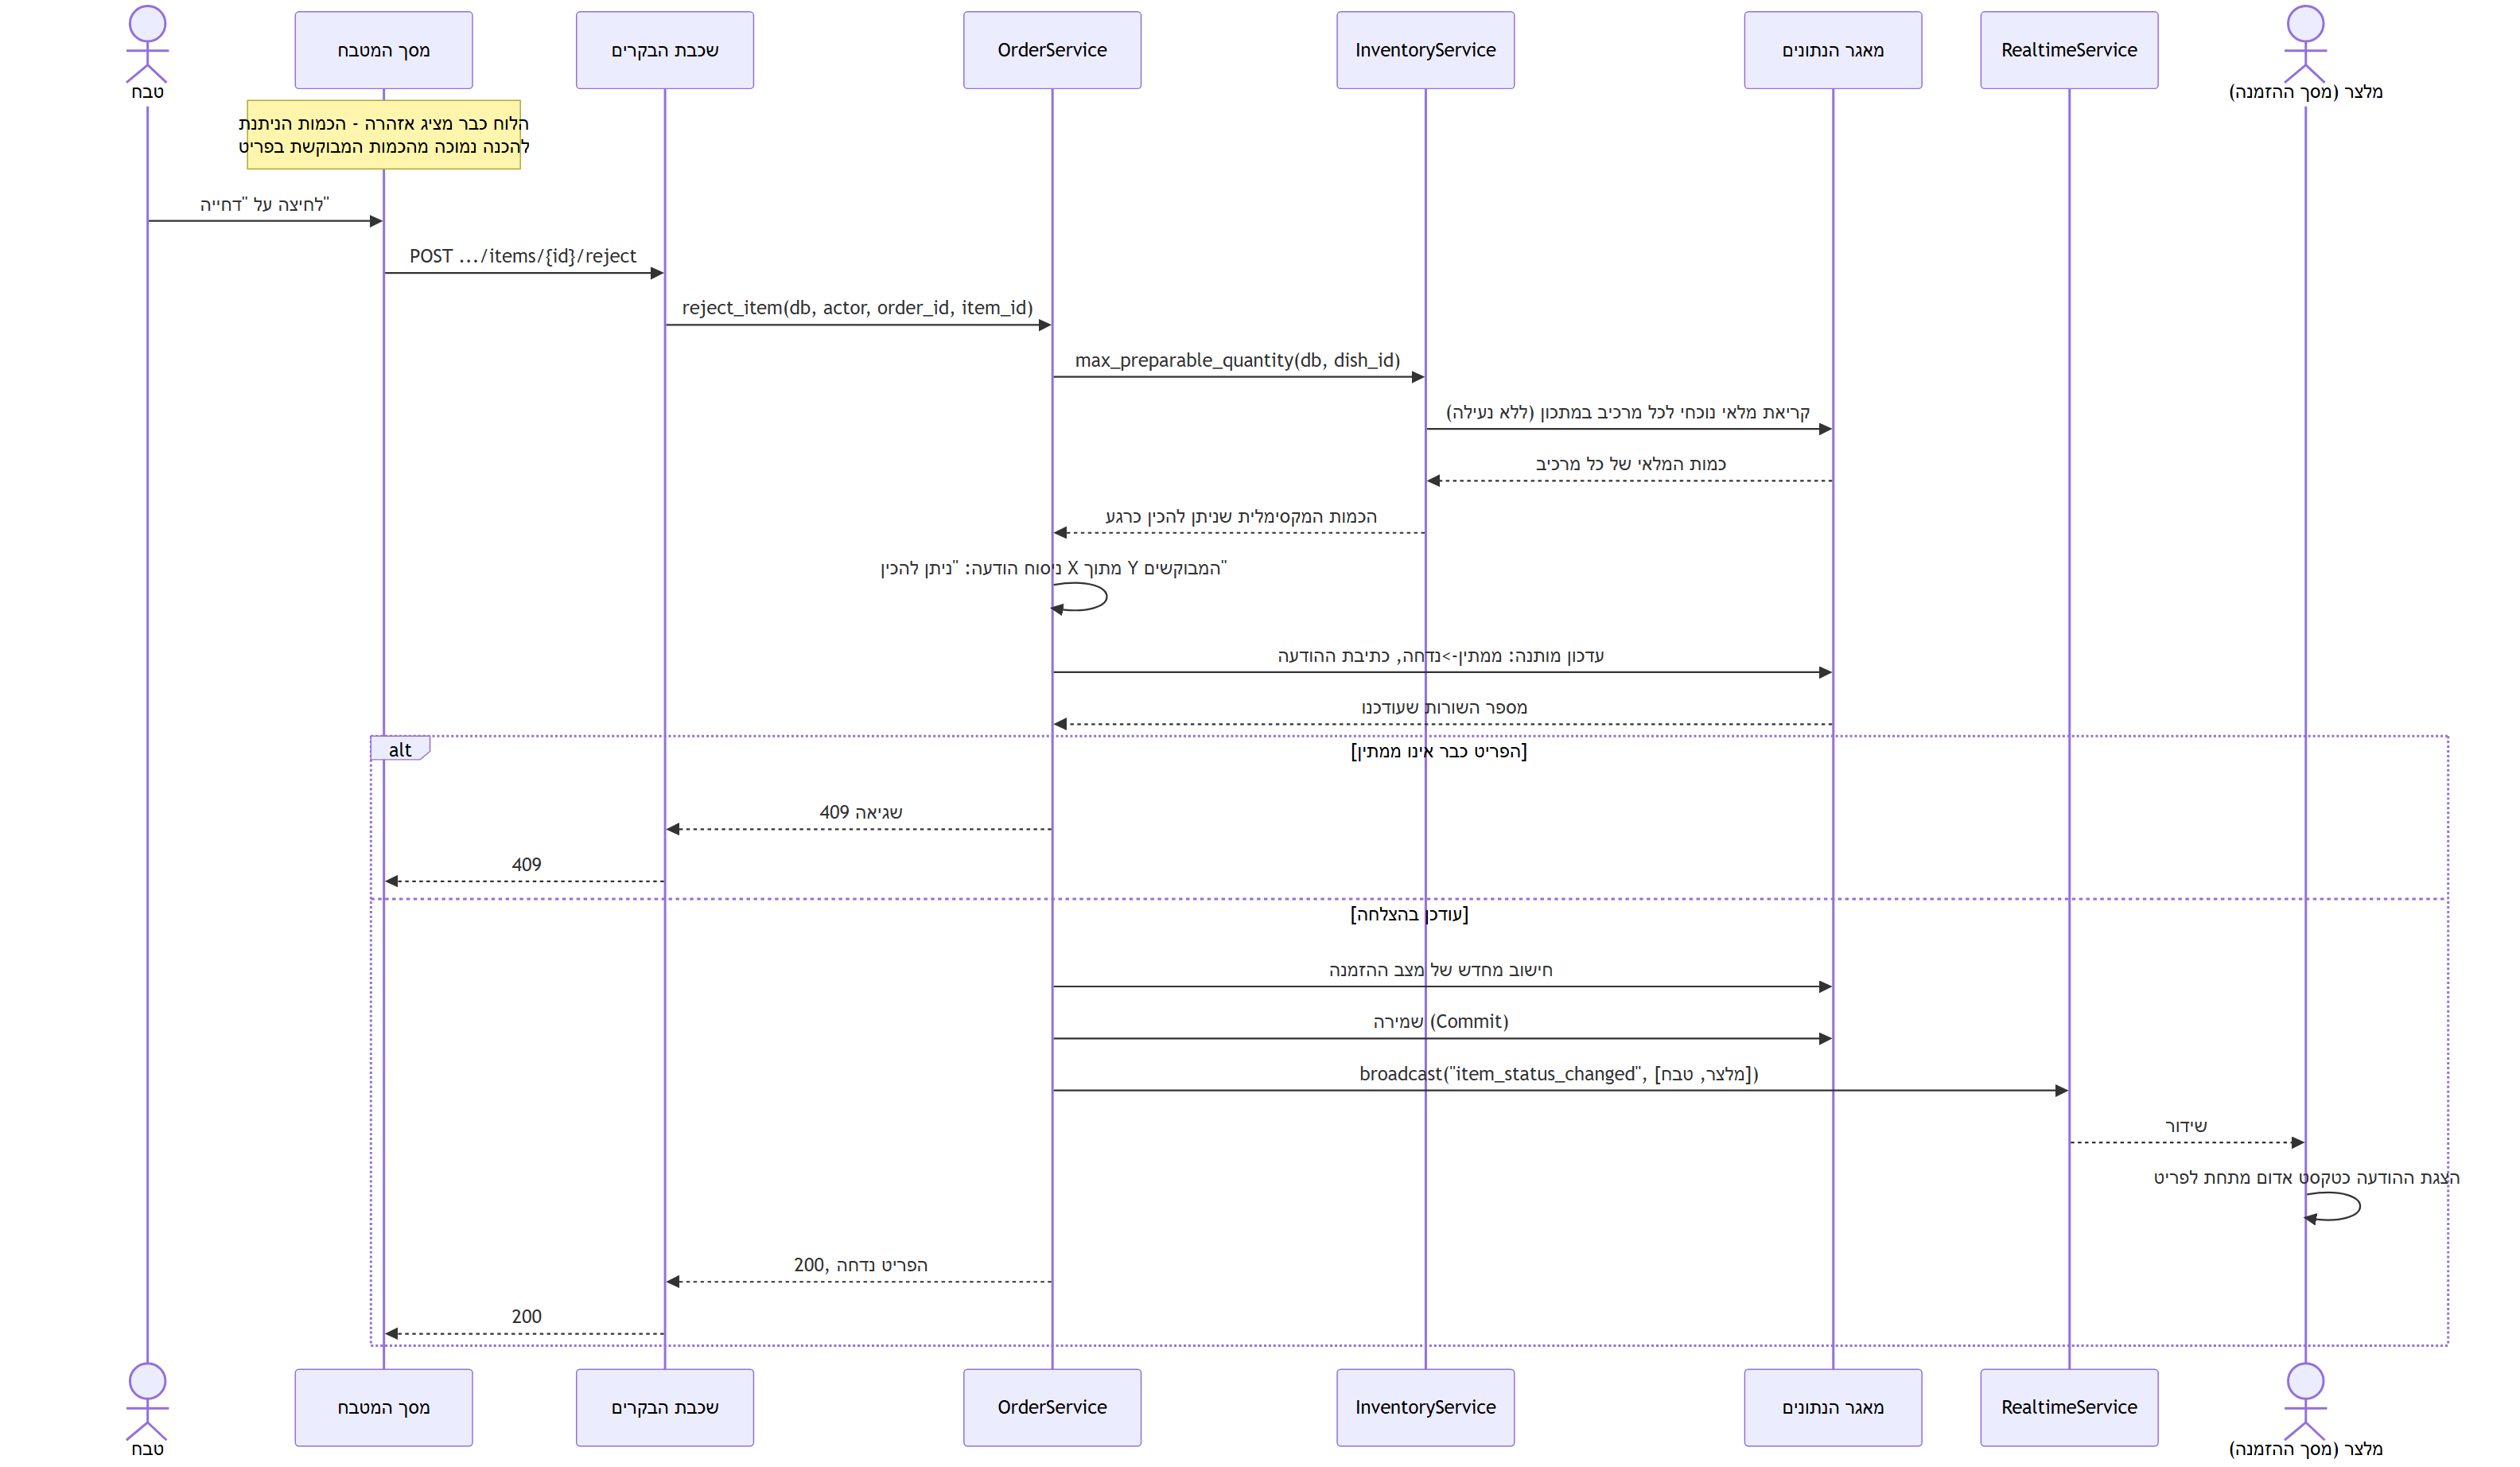 טבח
מסך המטבח
שכבת הבקרים
OrderService
InventoryService
מאגר הנתונים
RealtimeService
מלצר (מסך ההזמנה)
הלוח כבר מציג אזהרה - הכמות הניתנת
להכנה נמוכה מהכמות המבוקשת בפריט
לחיצה על "דחייה"
POST .../items/{id}/reject
reject_item(db, actor, order_id, item_id)
max_preparable_quantity(db, dish_id)
קריאת מלאי נוכחי לכל מרכיב במתכון (ללא נעילה)
כמות המלאי של כל מרכיב
הכמות המקסימלית שניתן להכין כרגע
ניסוח הודעה: "ניתן להכין X מתוך Y המבוקשים"
עדכון מותנה: ממתין->נדחה, כתיבת ההודעה
מספר השורות שעודכנו
alt
[הפריט כבר אינו ממתין]
שגיאה 409
409
[עודכן בהצלחה]
חישוב מחדש של מצב ההזמנה
שמירה (Commit)
broadcast("item_status_changed", [מלצר, טבח])
שידור
הצגת ההודעה כטקסט אדום מתחת לפריט
200, הפריט נדחה
200
טבח
מסך המטבח
שכבת הבקרים
OrderService
InventoryService
מאגר הנתונים
RealtimeService
מלצר (מסך ההזמנה)